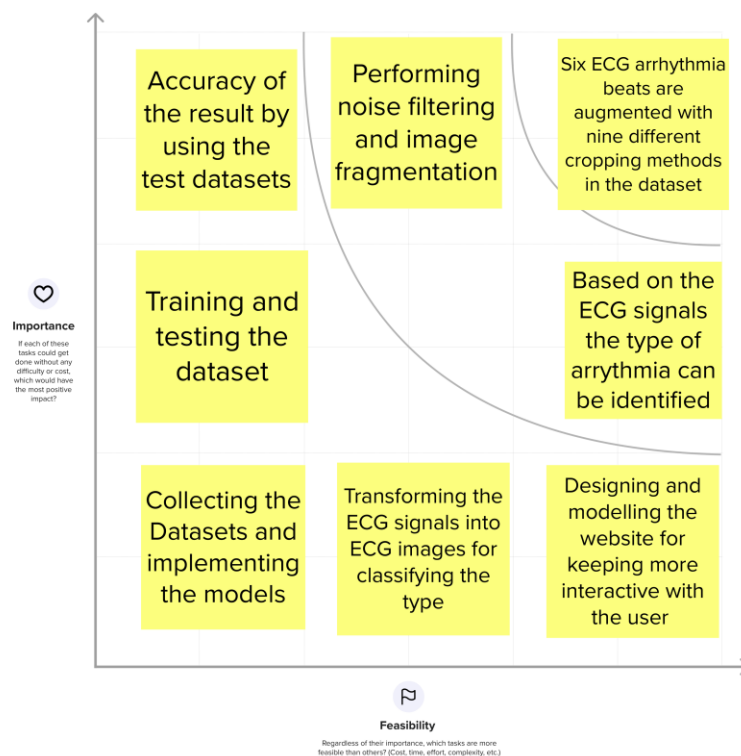 Accuracy of
the result by
using the
test datasets
Performing
noise filtering
and image
fragmentation
Six ECG arrhythmia
beats are
augmented with
nine different
cropping methods
in the dataset
Training and
testing the
dataset
Based on the
ECG signals
the type of
arrythmia can
be identified
Importance
If each of these
tasks could get
done without any
difficulty or cost,
which would have
the most positive
impact?
Collecting the
Datasets and
implementing
the models
Transforming the
ECG signals into
ECG images for
classifying the
type
Designing and
modelling the
website for
keeping more
interactive with
the user
Feasibility
Regardless of their importance, which tasks are more
feasible than others? (Cost, time, effort, complexity, etc.)